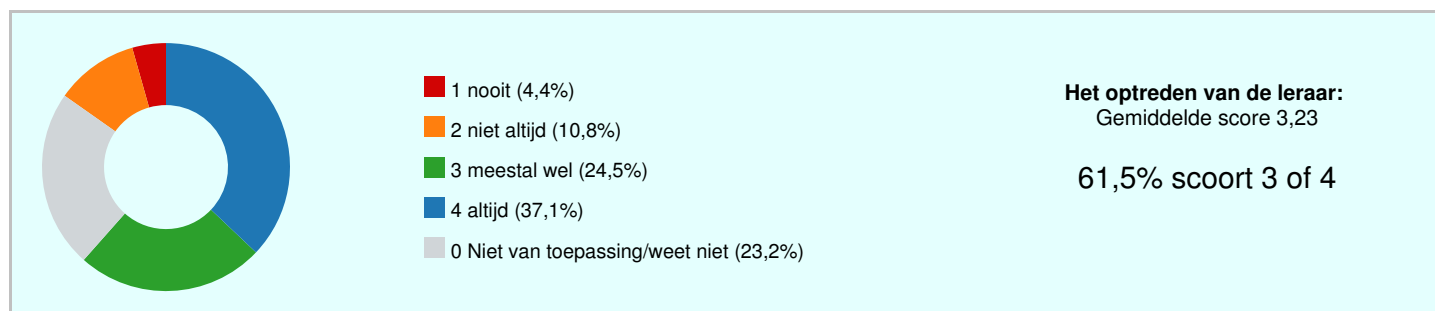 1 nooit (4,4%)
2 niet altijd (10,8%)
3 meestal wel (24,5%)
4 altijd (37,1%)
0 Niet van toepassing/weet niet (23,2%)
Het optreden van de leraar:
Gemiddelde score 3,23
61,5% scoort 3 of 4